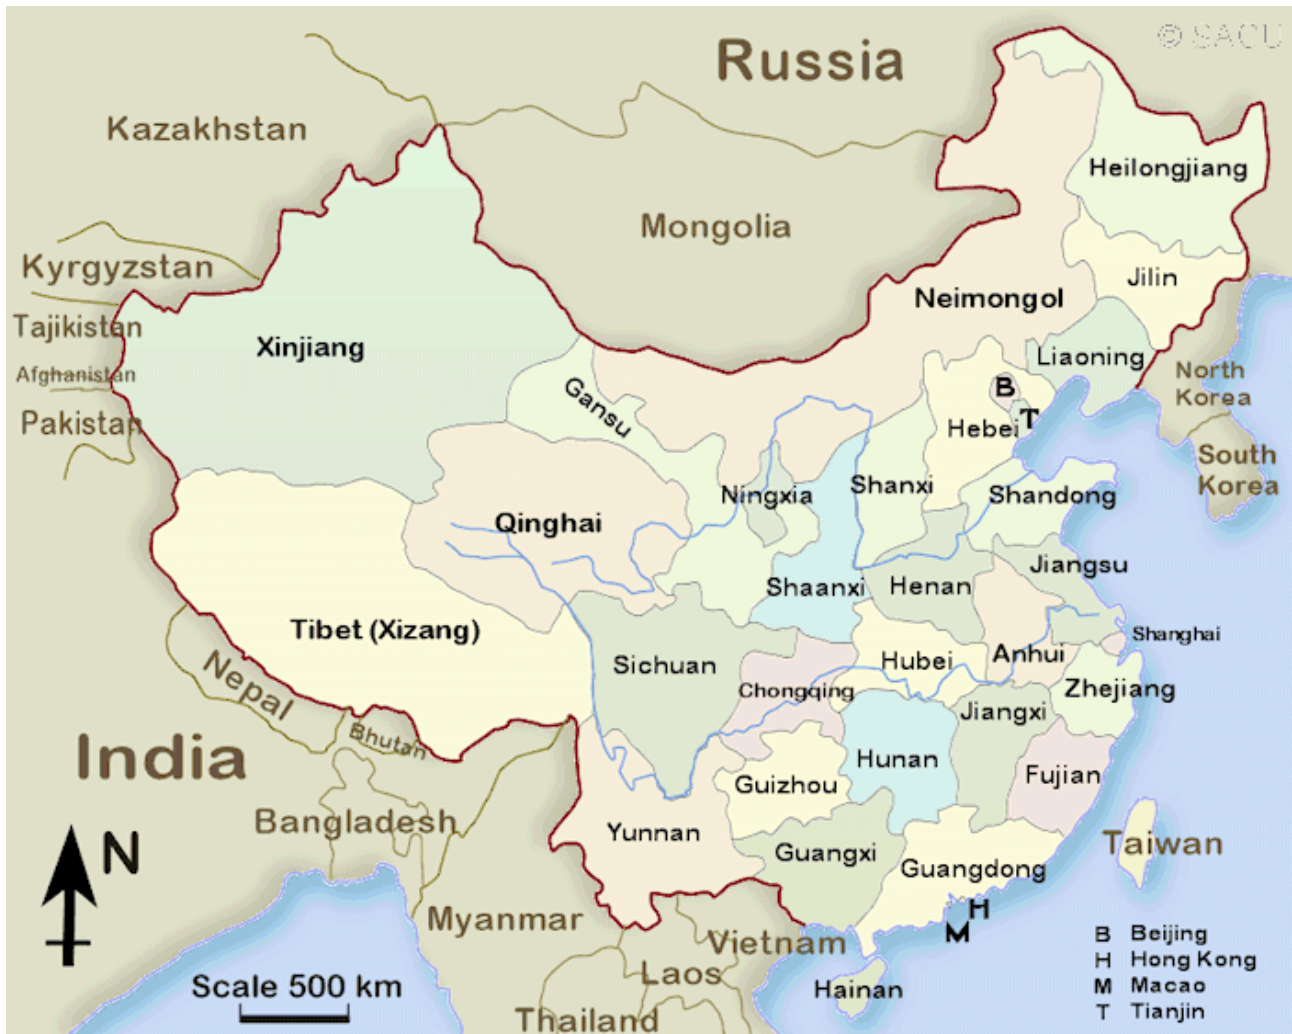 © SACU
Russia
Kazakhstan
Heilongjiang
Mongolia
Kyrgyzstan
Jilin
Neimongol
Tajikistan
Xinjiang
Liaoning
Afghanistan
North
Korea
Gansu
B
Pakistan
Hebei
T
South
Korea
Ningxia
Shanxi
Shandong
Qinghai
Jiangsu
Shaanxi
Henan
Tibet (Xizang)
Shanghai
Sichuan
Hubei
Anhui
Nepal
Chongqing
Zhejiang
Jiangxi
Bhutan
India
Hunan
Fujian
Guizhou
Bangladesh
Yunnan
Taiwan
Guangxi
N
Guangdong
H
Myanmar
M
Vietnam
Laos
Scale 500 km
Hainan
Thailand
B Beijing
H Hong Kong
M Macao
T Tianjin